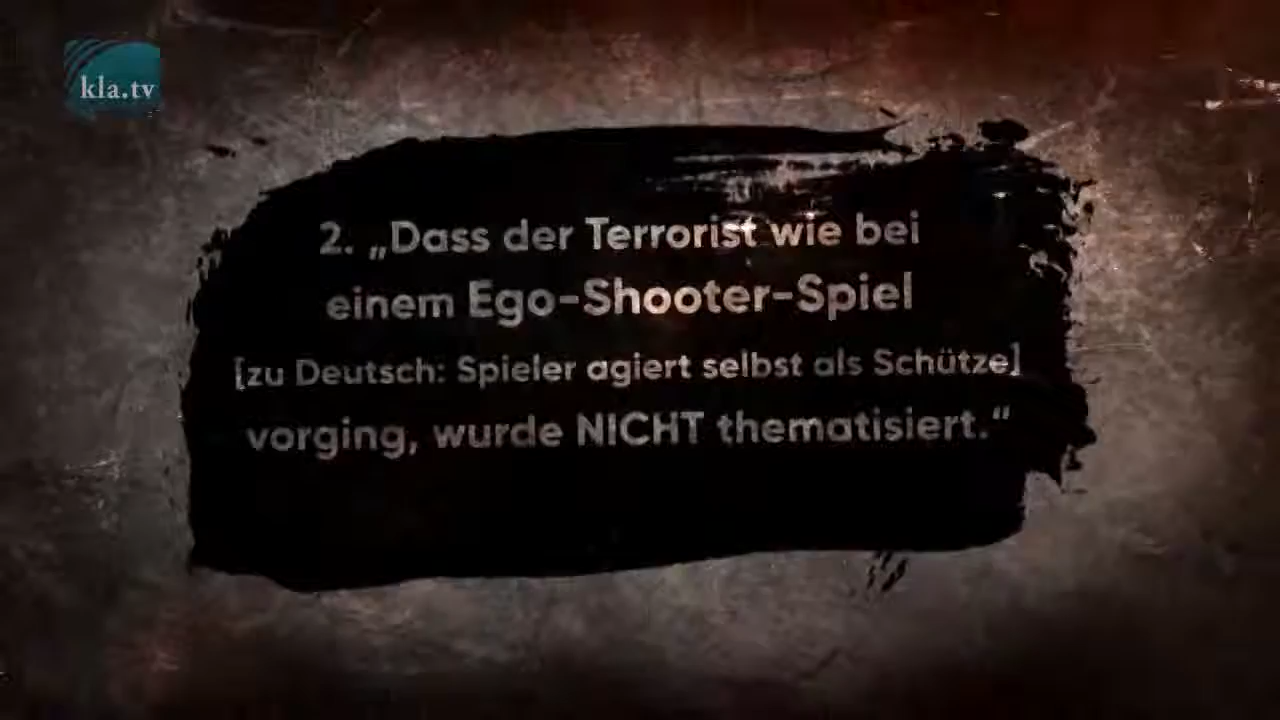 kla.tv
2. „Dass der Terrorist wie bei
einem Ego-Shooter-Spiel
[zu Deutsch: Spieler agiert selbst als Schütze]
vorging, wurde NICHT thematisiert.“